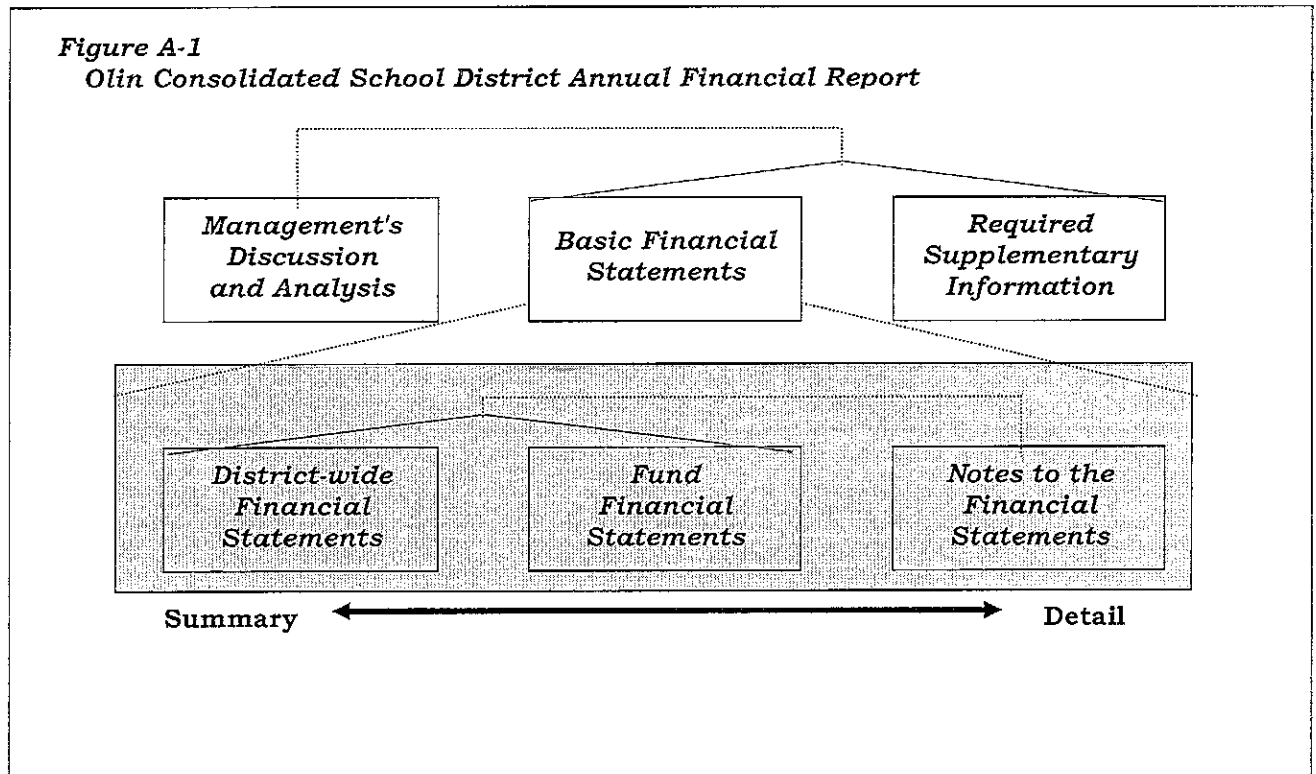 Figure A-1
Olin Consolidated School District Annual Financial Report
Management's
Discussion
and Analysis
Basic Financial
Statements
Required
Supplementary
Information
District-wide
Financial
Statements
Fund
Financial
Statements
Notes to the
Financial
Statements
Summary
Detail